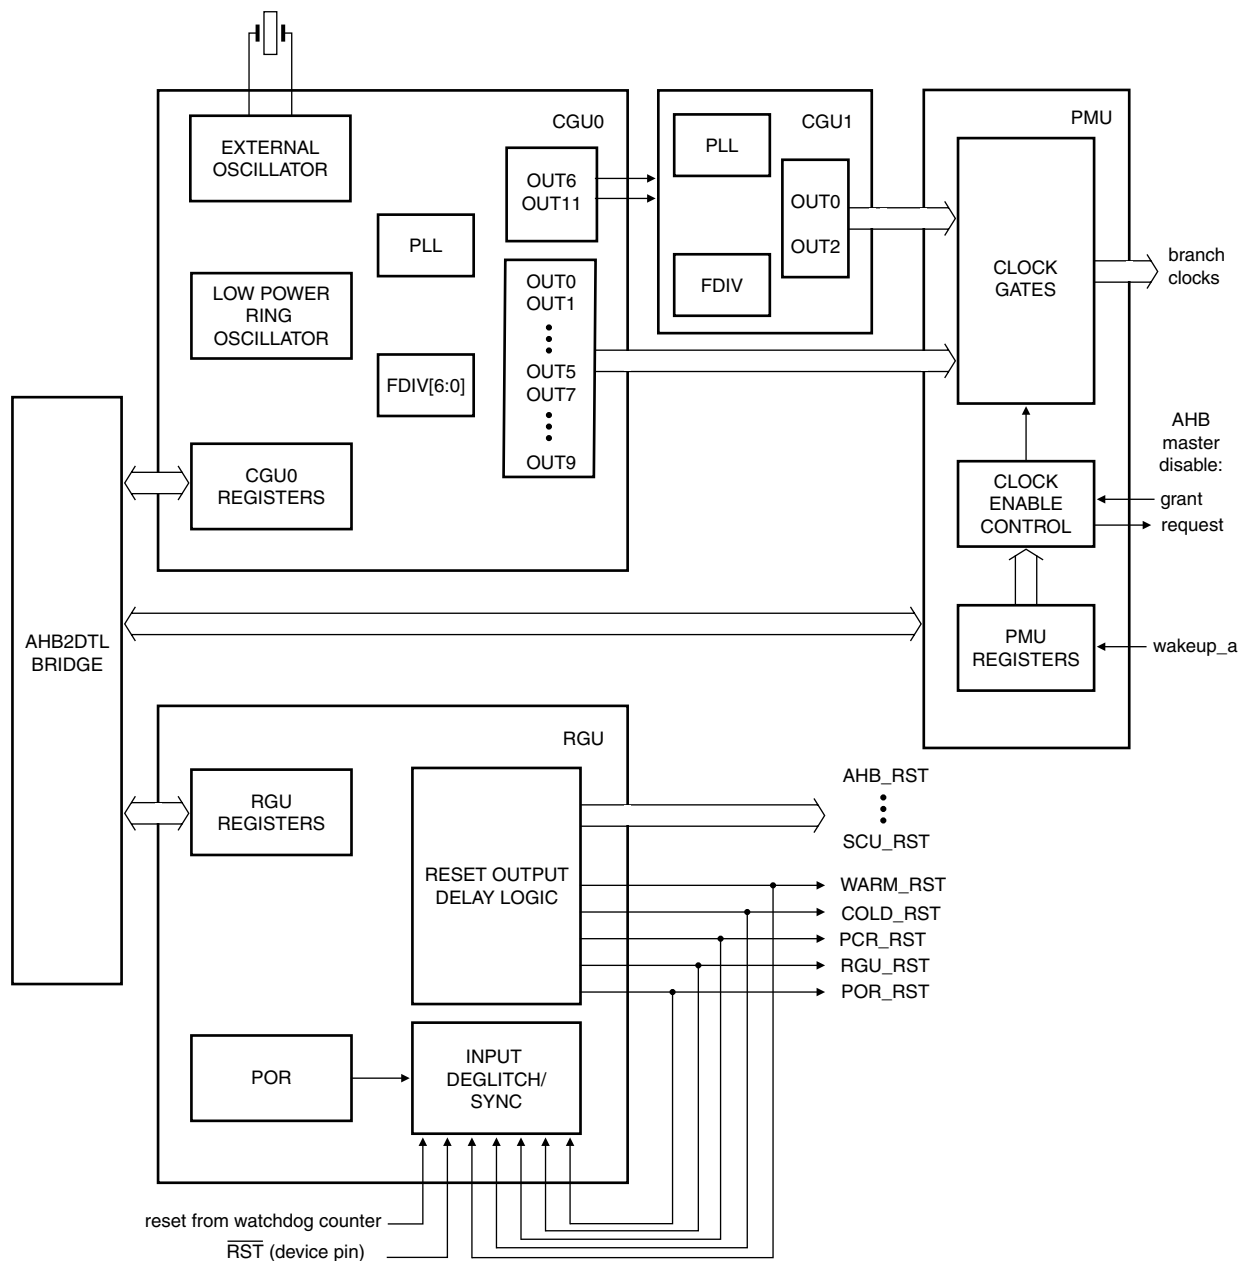 CGU0
EXTERNAL
OSCILLATOR
OUT6
OUT11
PLL
LOW POWER
RING
OSCILLATOR
OUT0
OUT1
OUT5
OUT7
OUT9
FDIV[6:0]
CGU0
REGISTERS
CGU1
PLL
OUT0
OUT2
FDIV
PMU
CLOCK
GATES
branch
clocks
AHB
master
disable:
grant
request
CLOCK
ENABLE
CONTROL
PMU
REGISTERS
wakeup_a
AHB2DTL
BRIDGE
RGU
RGU
REGISTERS
RESET OUTPUT
DELAY LOGIC
AHB_RST
SCU_RST
WARM_RST
COLD_RST
PCR_RST
RGU_RST
POR_RST
POR
INPUT
DEGLITCH/
SYNC
reset from watchdog counter
RST (device pin)